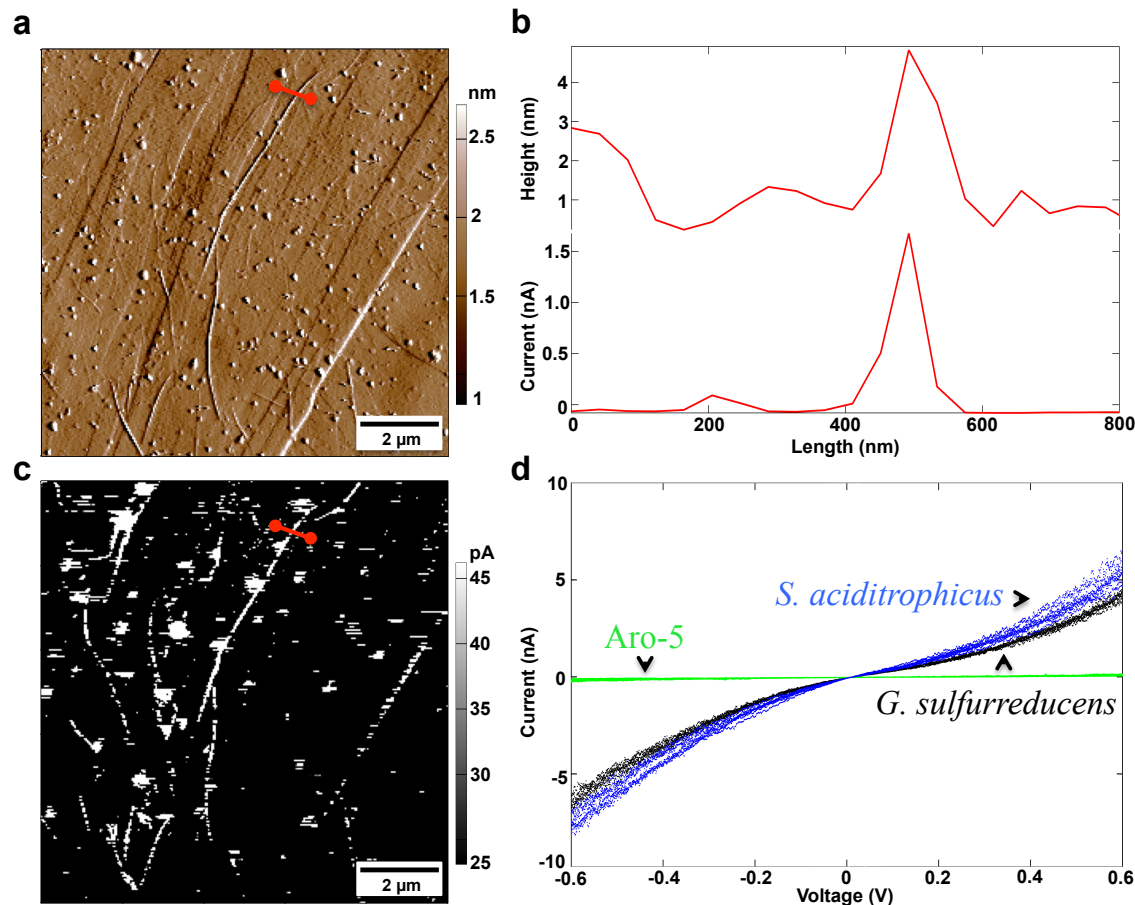 a
nm
2.5
2
1.5
1
2 µm
b
Height (nm)
4
3
2
1
Current (nA)
1.5
1.0
0.5
0
0
200
400
600
800
Length (nm)
c
pA
45
40
35
30
25
2 µm
d
Current (nA)
10
5
0
-5
-10
S. aciditrophicus
Aro-5
G. sulfurreducens
-0.6
-0.4
-0.2
0
0.2
0.4
0.6
Voltage (V)